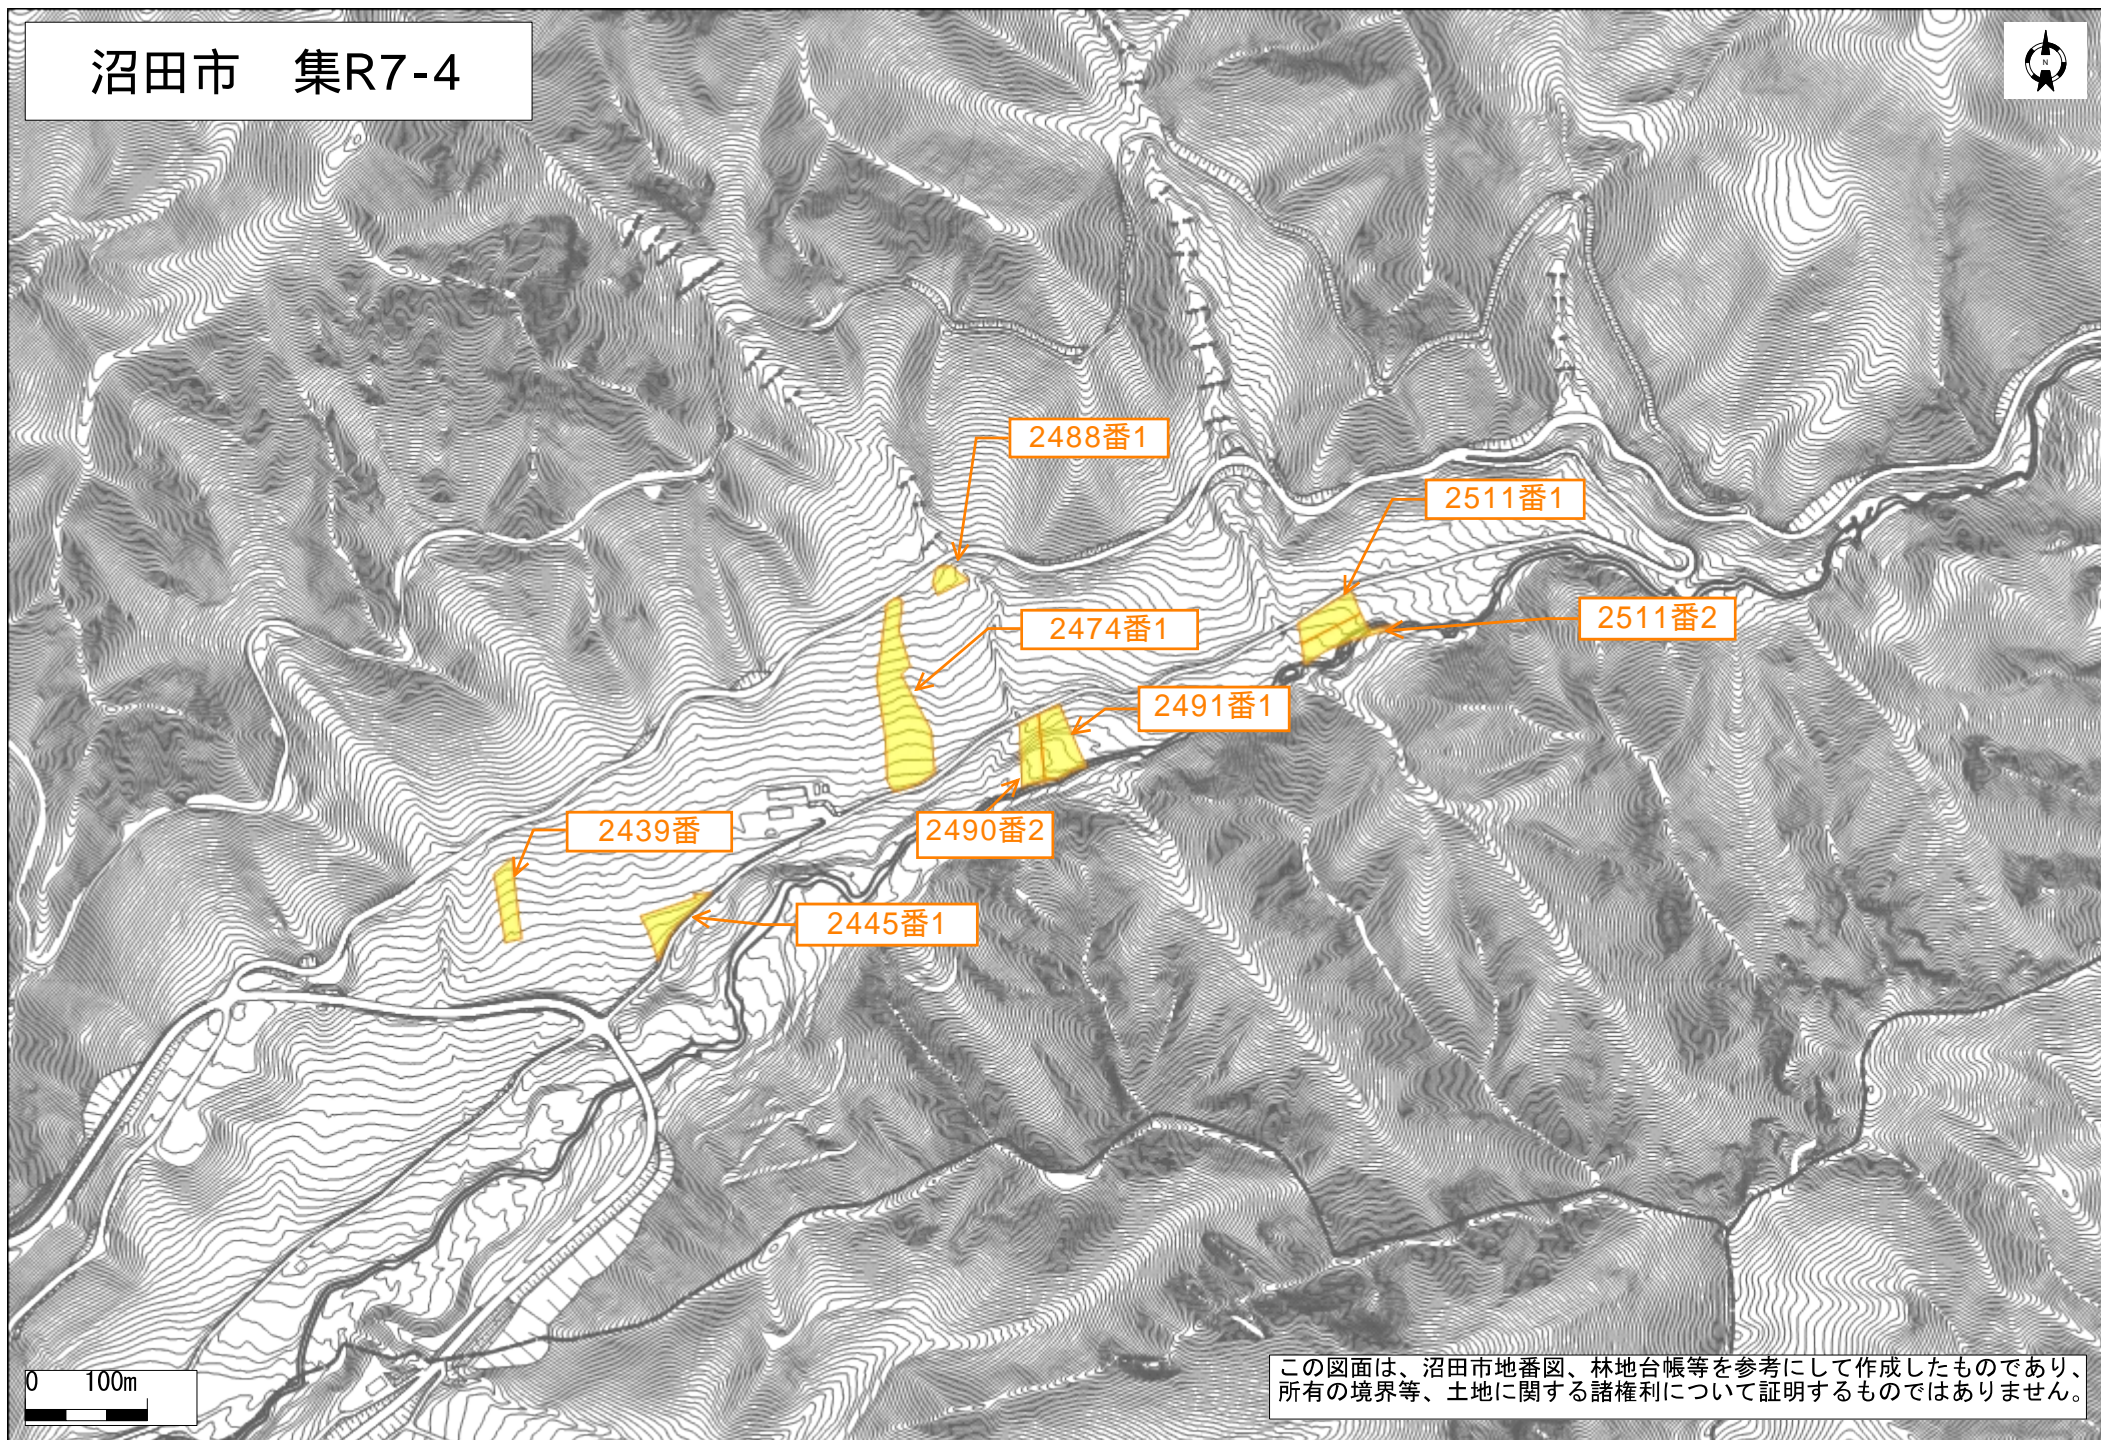 沼田市　集R7-4
N
2488番1
2511番1
2474番1
2511番2
2491番1
2439番
2490番2
2445番1
0 100m
この図面は、沼田市地番図、林地台帳等を参考にして作成したものであり、
所有の境界等、土地に関する諸権利について証明するものではありません。